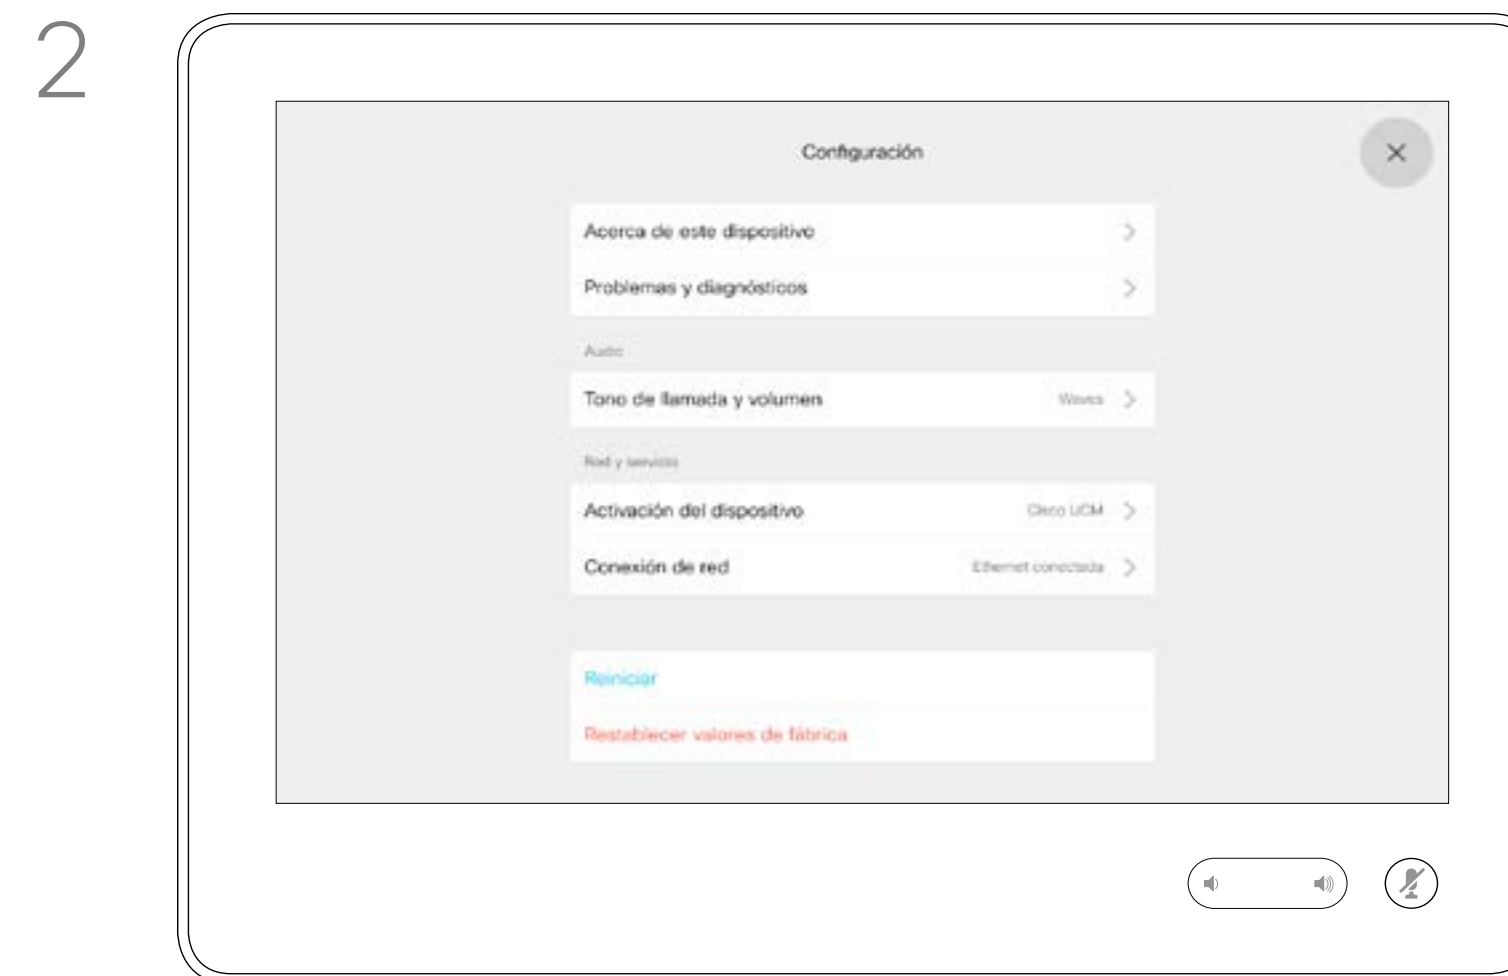 2
Configuración
Acerca de este dispositivo
Problemas y diagnósticos
Audio
Tono de llamada y volumen Waves
Red y servicio
Activación del dispositivo Cisco UCM
Conexión de red Ethernet conectada
Reiniciar
Restablecer valores de fábrica